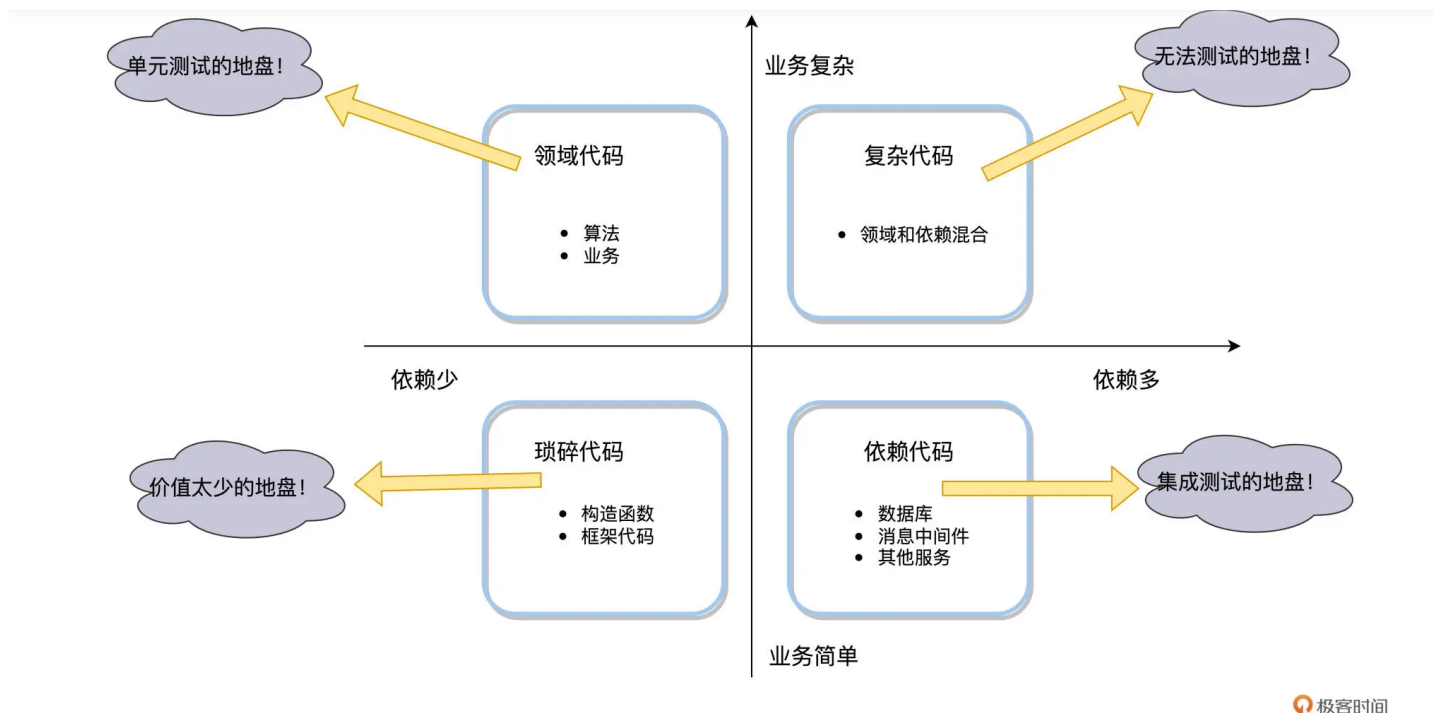 单元测试的地盘!
业务复杂
无法测试的地盘!
领域代码
算法
业务
复杂代码
领域和依赖混合
依赖少
依赖多
价值太少的地盘!
琐碎代码
构造函数
框架代码
依赖代码
数据库
消息中间件
其他服务
集成测试的地盘!
业务简单
极客时间